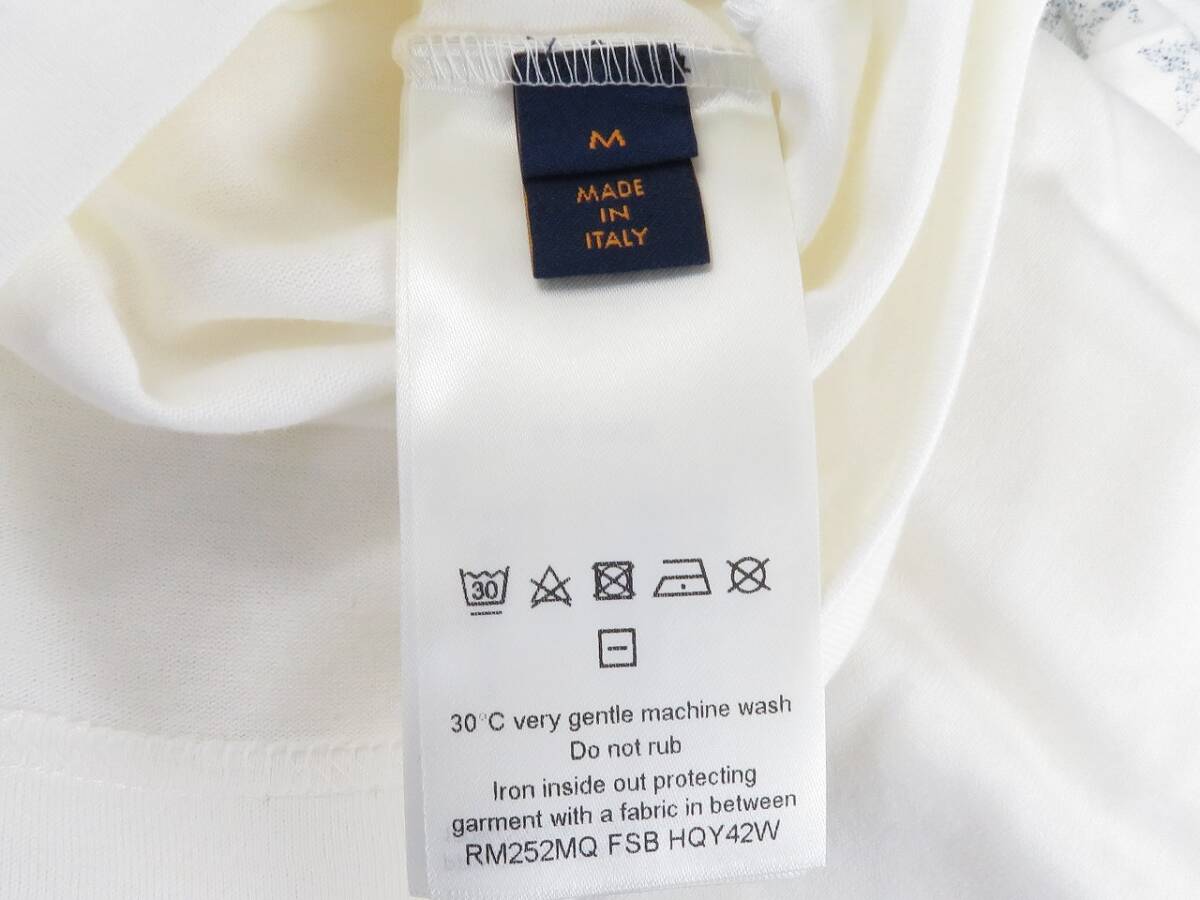 M
MADE
IN
ITALY
30
30°C very gentle machine wash
Do not rub
Iron inside out protecting
garment with a fabric in between
RM252MQ FSB HQY42W